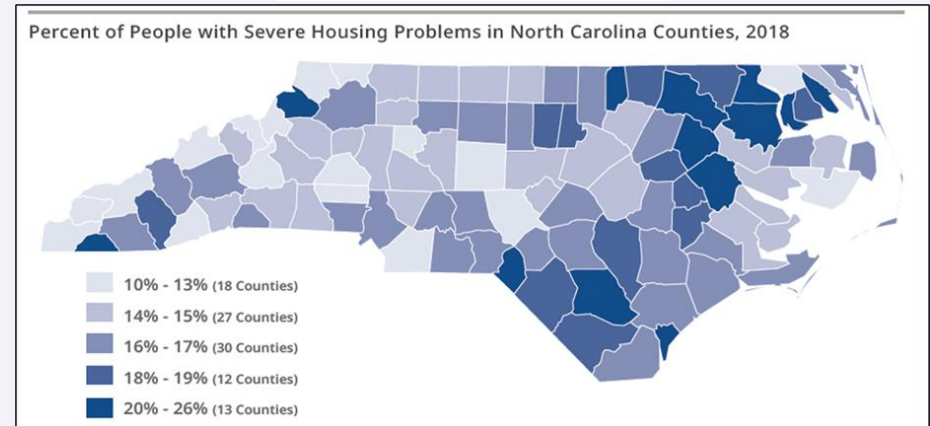 Percent of People with Severe Housing Problems in North Carolina Counties, 2018
10% - 13% (18 Counties)
14% - 15% (27 Counties)
16% - 17% (30 Counties)
18% - 19% (12 Counties)
20% - 26% (13 Counties)